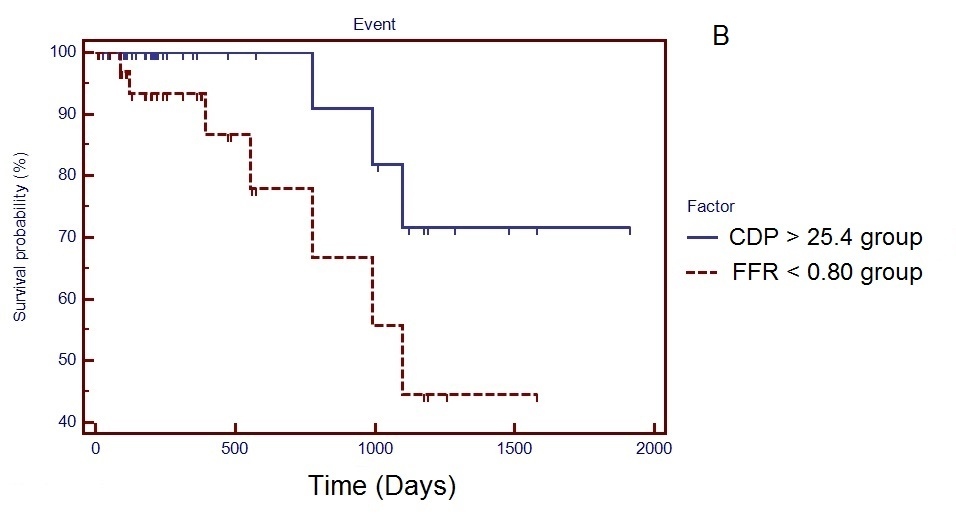 Event
B
100
90
80
70
60
50
40
Survival probability (%)
0 500 1000 1500 2000
Time (Days)
Factor
CDP > 25.4 group
FFR < 0.80 group